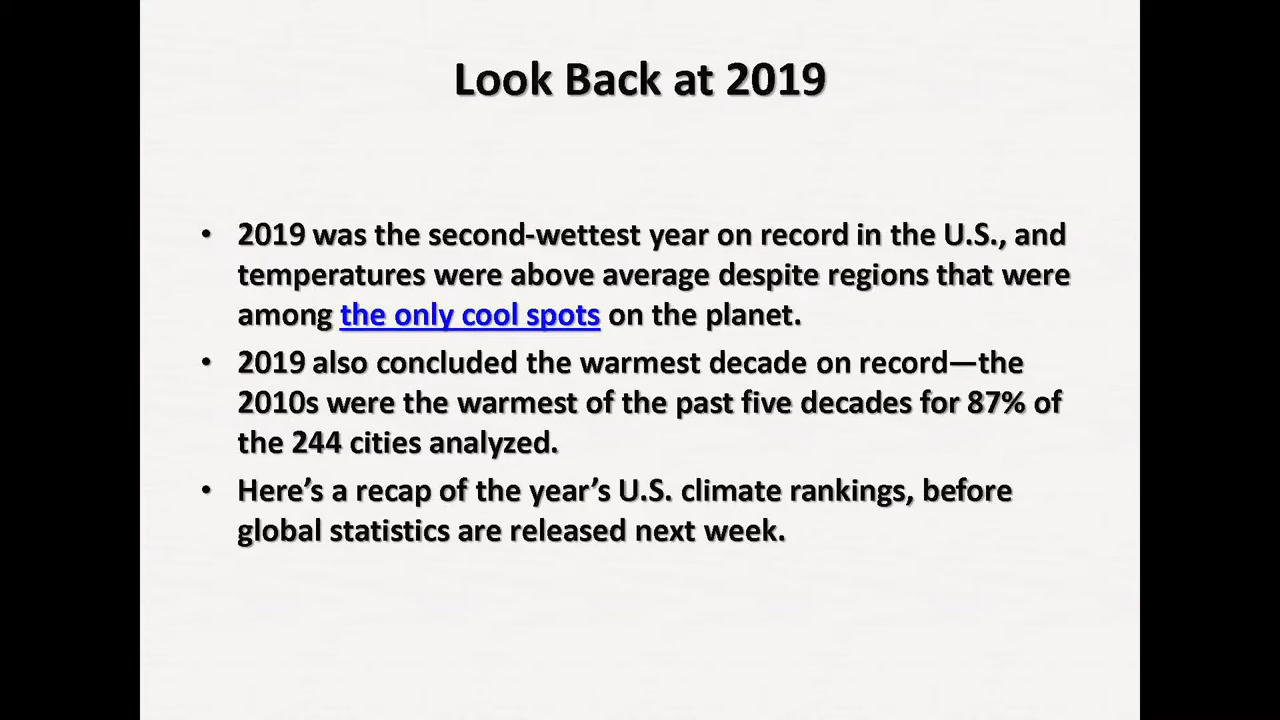 Look Back at 2019
• 2019 was the second-wettest year on record in the U.S., and
temperatures were above average despite regions that were
among the only cool spots on the planet.
• 2019 also concluded the warmest decade on record—the
2010s were the warmest of the past five decades for 87% of
the 244 cities analyzed.
• Here’s a recap of the year’s U.S. climate rankings, before
global statistics are released next week.